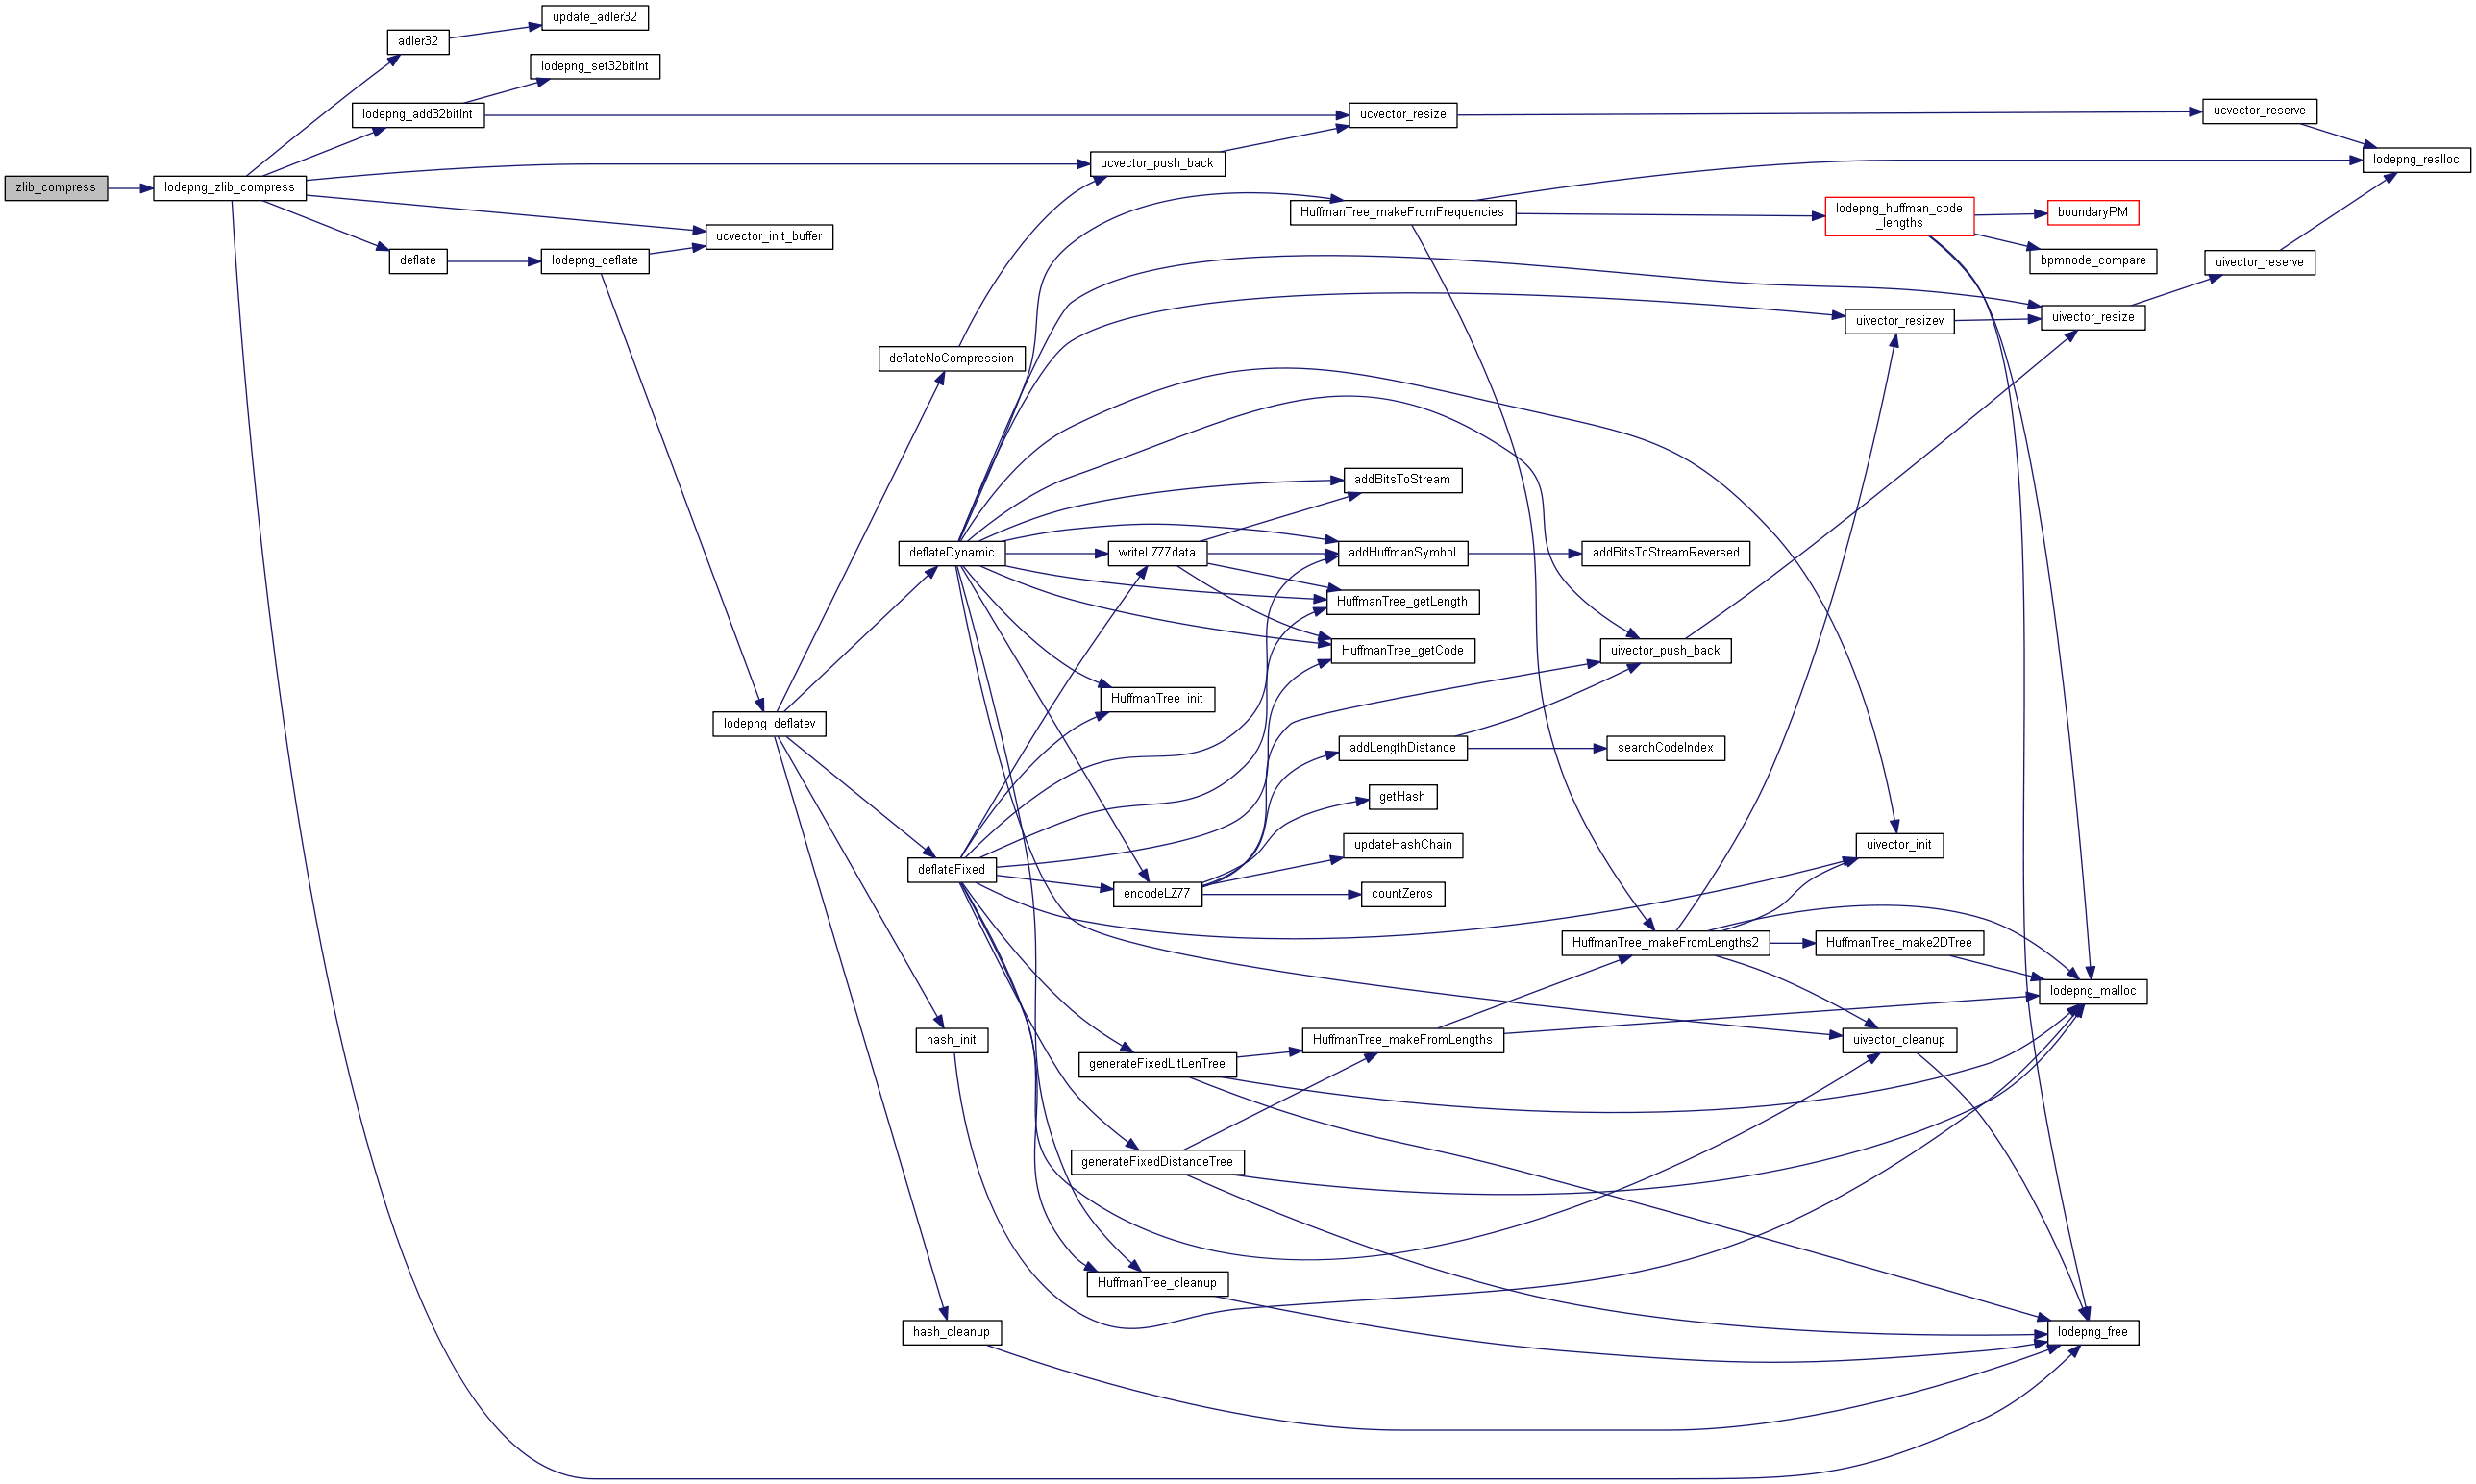 update_adler32
adler32
lodepng_set32bitInt
lodepng_add32bitInt
ucvector_resize
ucvector_reserve
ucvector_push_back
lodepng_realloc
zlib_compress
lodepng_zlib_compress
HuffmanTree_makeFromFrequencies
lodepng_huffman_code
_lengths
boundaryPM
ucvector_init_buffer
deflate
lodepng_deflate
bpmnode_compare
uivector_reserve
uivector_resizev
uivector_resize
deflateNoCompression
addBitsToStream
deflateDynamic
writeLZ77data
addHuffmanSymbol
addBitsToStreamReversed
HuffmanTree_getLength
HuffmanTree_getCode
uivector_push_back
HuffmanTree_init
lodepng_deflatev
addLengthDistance
searchCodeIndex
getHash
updateHashChain
uivector_init
deflateFixed
encodeLZ77
countZeros
HuffmanTree_makeFromLengths2
HuffmanTree_make2DTree
lodepng_malloc
hash_init
HuffmanTree_makeFromLengths
uivector_cleanup
generateFixedLitLenTree
generateFixedDistanceTree
HuffmanTree_cleanup
hash_cleanup
lodepng_free